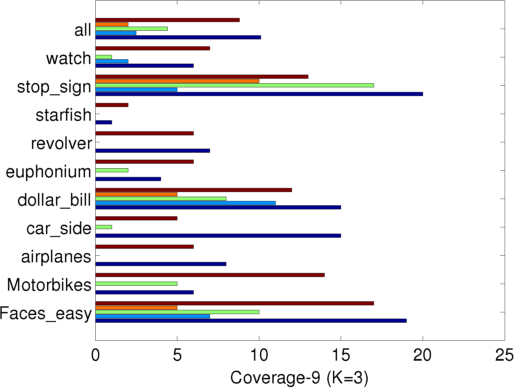 all
watch
stop_sign
starfish
revolver
euphonium
dollar_bill
car_side
airplanes
Motorbikes
Faces_easy
0 5 10 15 20 25
Coverage-9 (K=3)